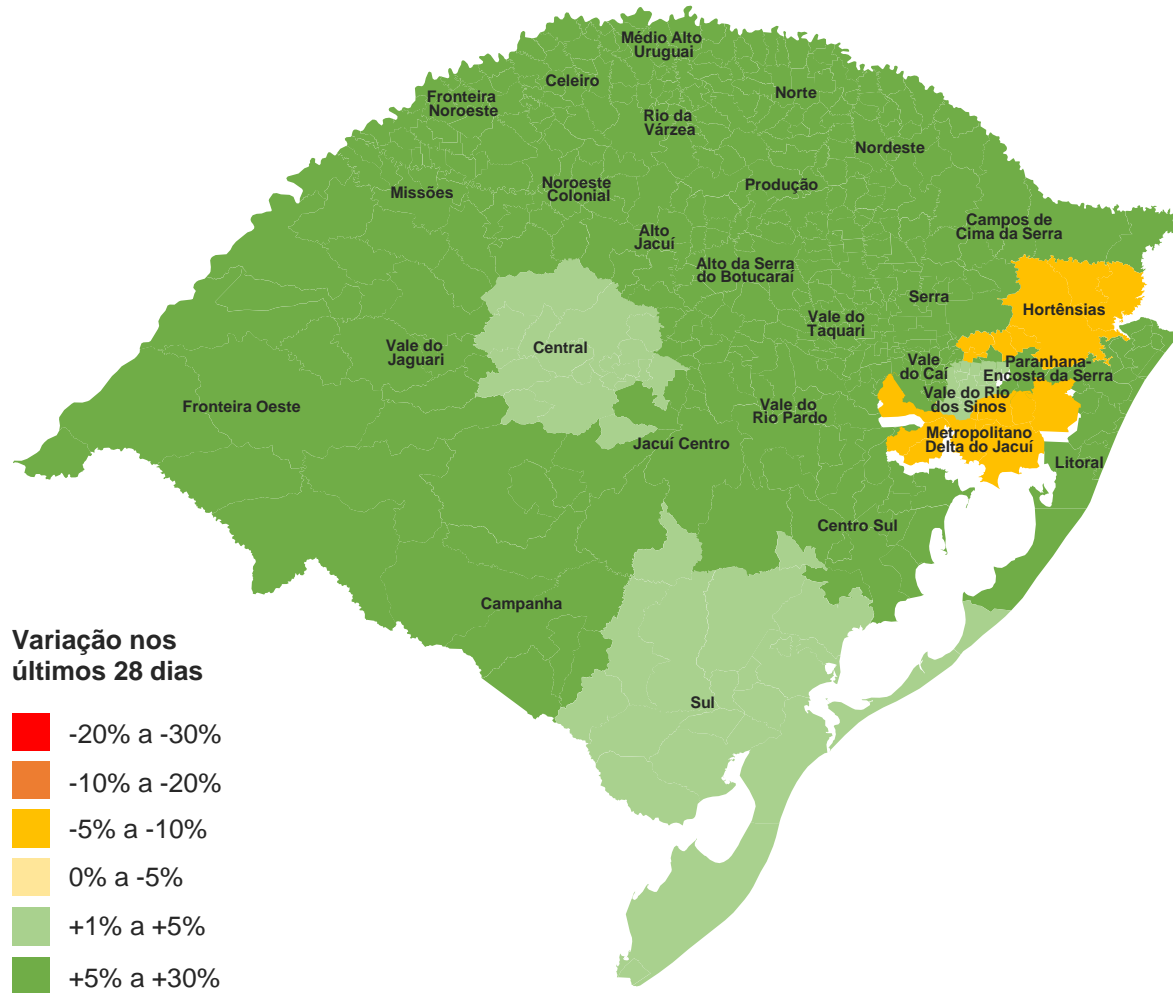 Médio Alto
Uruguai
Celeiro
Norte
Fronteira
Noroeste
Rio da
Várzea
Nordeste
Missões
Noroeste
Colonial
Produção
Alto
Jacuí
Campos de
Cima da Serra
Alto da Serra
do Botucaraí
Serra
Hortênsias
Vale do
Taquari
Vale do
Jaguari
Central
Vale
do Caí
Paranhana-
Encosta da Serra
Fronteira Oeste
Vale do
Rio Pardo
Vale do Rio
dos Sinos
Jacuí Centro
Metropolitano
Delta do Jacuí
Litoral
Centro Sul
Campanha
Sul
Variação nos
últimos 28 dias
-20% a -30%
-10% a -20%
-5% a -10%
0% a -5%
+1% a +5%
+5% a +30%